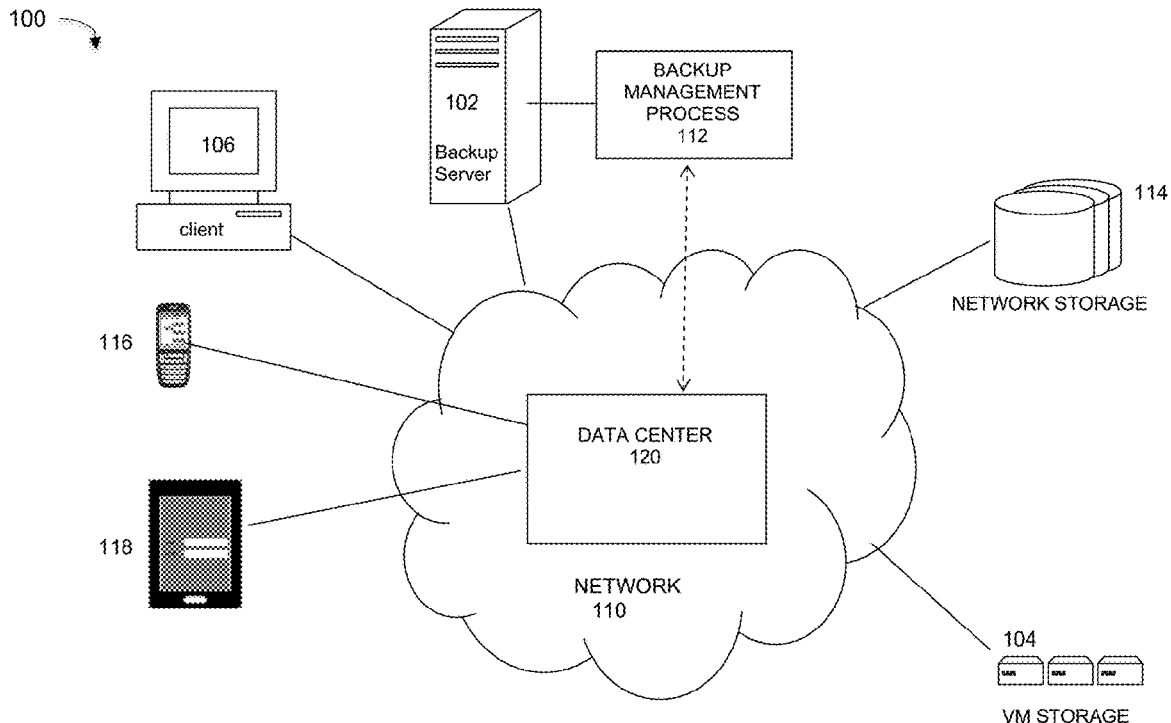 100
102
Backup
Server
BACKUP
MANAGEMENT
PROCESS
112
106
client
114
NETWORK STORAGE
116
DATA CENTER
120
118
NETWORK
110
104
VM STORAGE